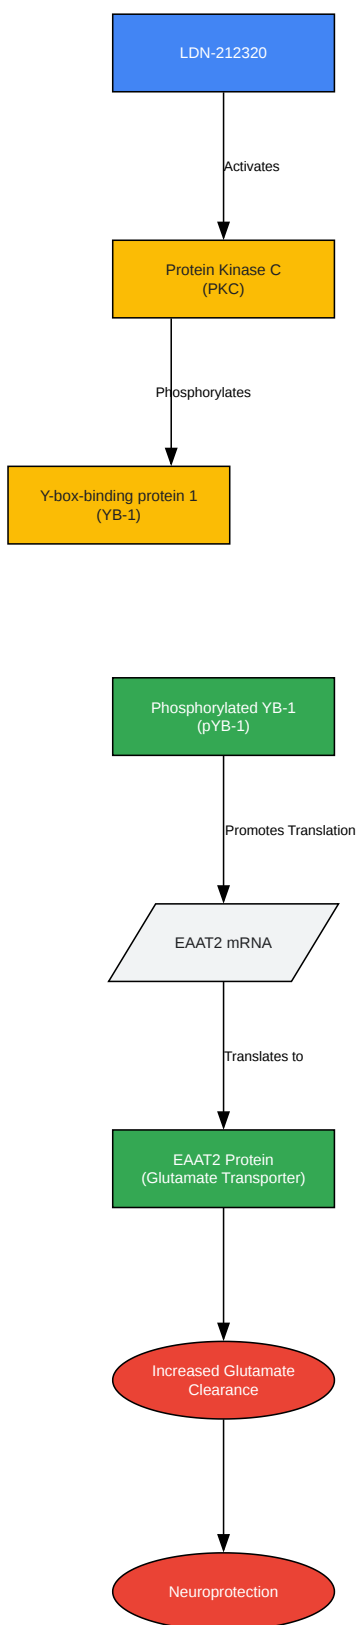 LDN-212320
Activates
Protein Kinase C
(PKC)
Phosphorylates
Y-box-binding protein 1
(YB-1)
Phosphorylated YB-1
(pYB-1)
Promotes Translation
EAAT2 mRNA
Translates to
EAAT2 Protein
(Glutamate Transporter)
Increased Glutamate
Clearance
Neuroprotection